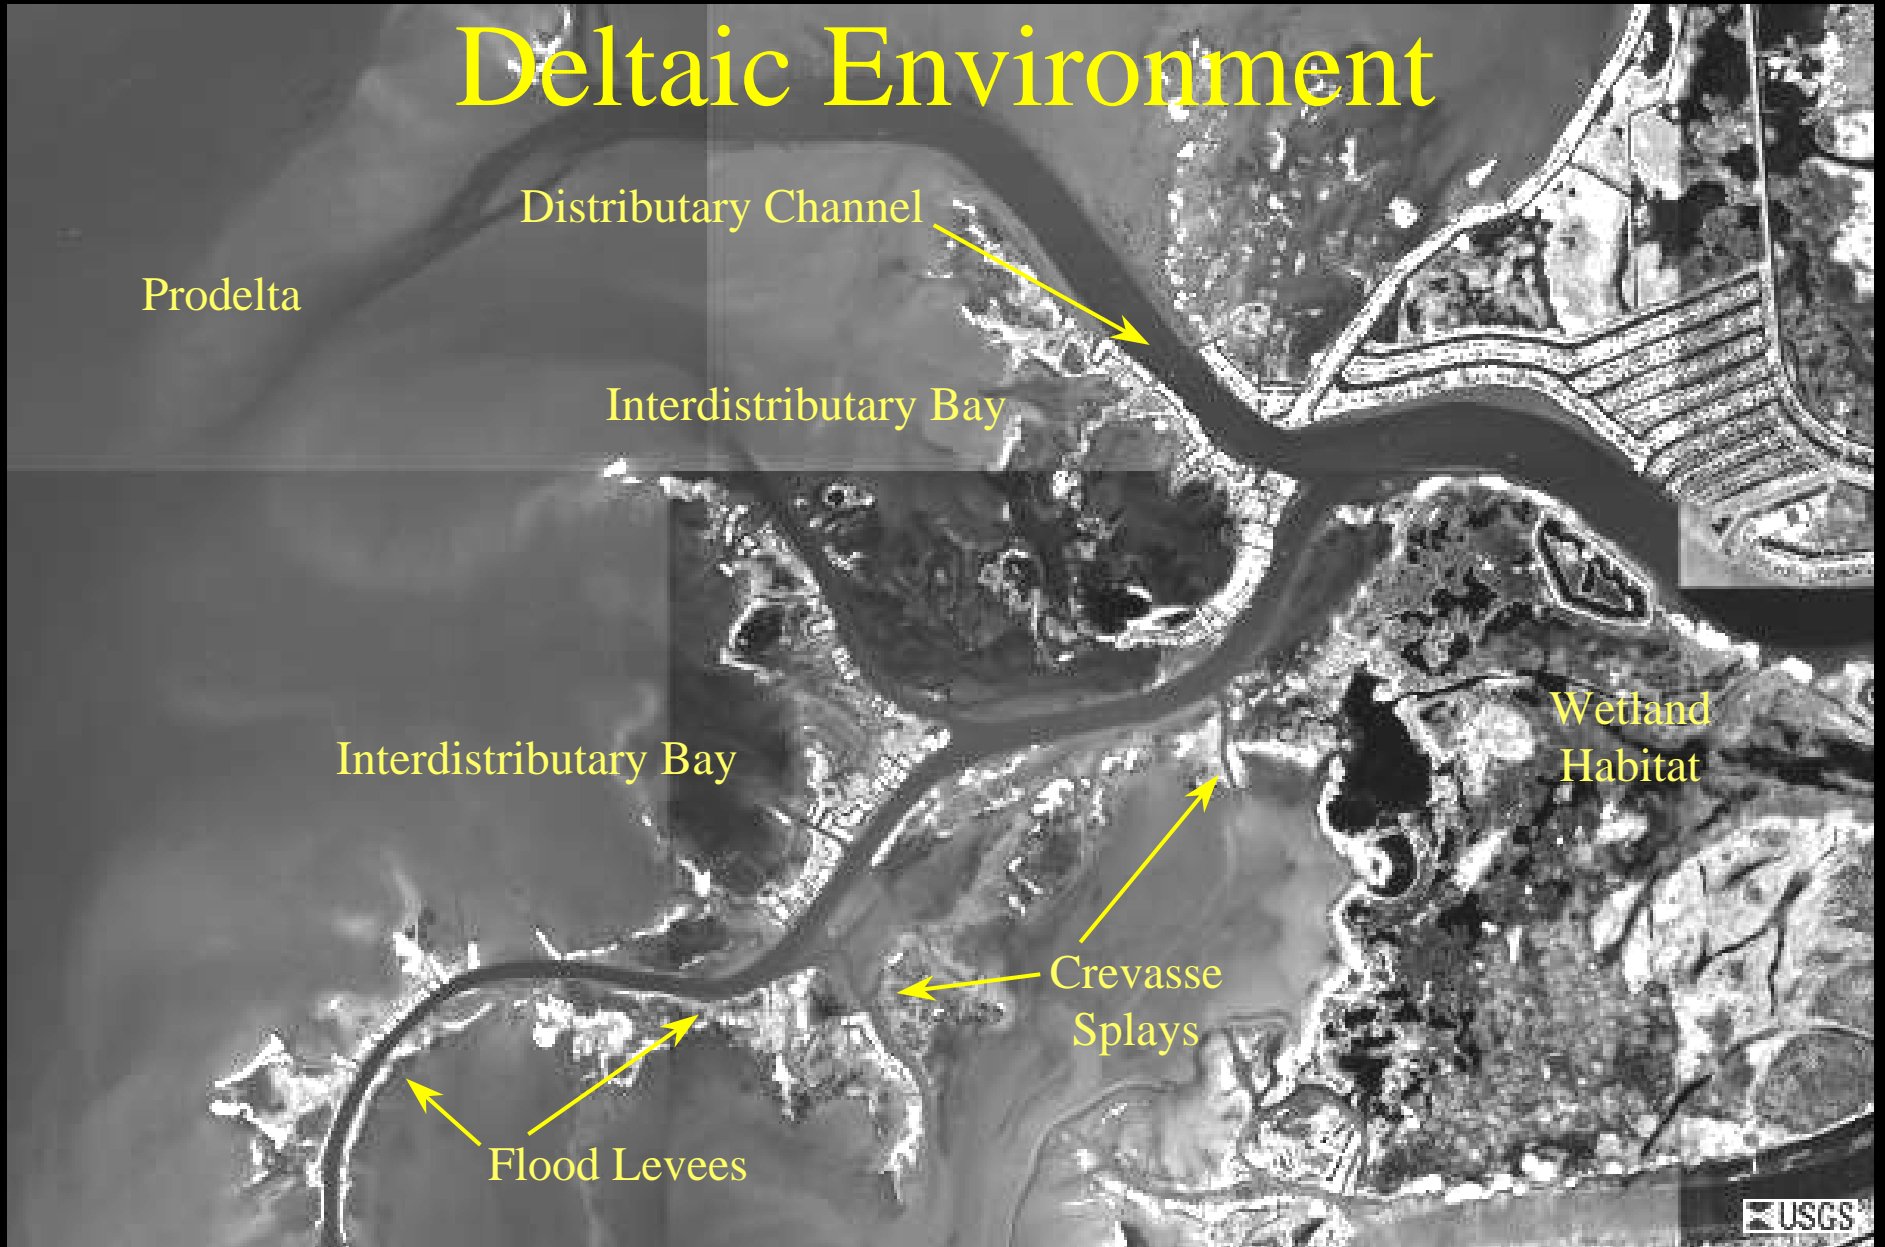 Deltaic Environment
Distributary Channel
Prodelta
Interdistributary Bay
Wetland
Habitat
Interdistributary Bay
Crevasse
Splays
Flood Levees
USGS